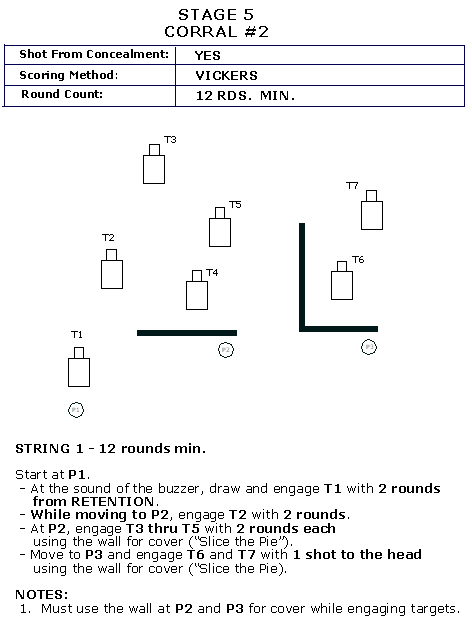 STAGE 5
CORRAL #2
Shot From Concealment: YES
Scoring Method: VICKERS
Round Count: 12 RDS. MIN.
T3
T7
T5
T2
T6
T4
T1
P2
P3
P1
STRING 1 - 12 rounds min.
Start at P1.
- At the sound of the buzzer, draw and engage T1 with 2 rounds
from RETENTION.
- While moving to P2, engage T2 with 2 rounds.
- At P2, engage T3 thru T5 with 2 rounds each
using the wall for cover ("Slice the Pie").
- Move to P3 and engage T6 and T7 with 1 shot to the head
using the wall for cover ("Slice the Pie).
NOTES:
1. Must use the wall at P2 and P3 for cover while engaging targets.